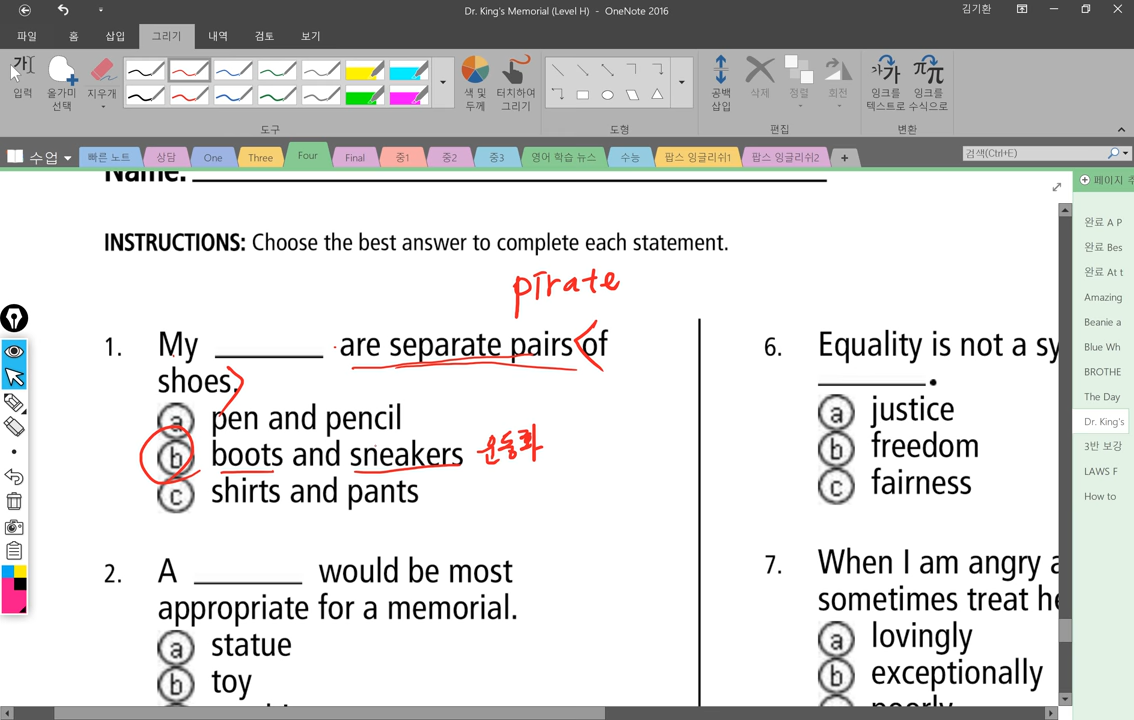 Dr. King's Memorial (Level H) - OneNote 2016
김기환
파일 홈 삽입 그리기 내역 검토 보기
입력
올가미 선택
지우개
색 및 두께
터치하여 그리기
공백 삽입
삭제
정렬
회전
잉크를 텍스트로
잉크를 수식으로
도구
도형
편집
변환
수업
빠른 노트 상담 One Three Four Final 중1 중2 중3 영어 학습 뉴스 수능 팝스 잉글리쉬1 팝스 잉글리쉬2
검색(Ctrl+E)
페이지 추
완료 A P
완료 Bes
완료 At t
Amazing
Beanie a
Blue Wh
BROTHE
The Day
Dr. King's
3반 보강
LAWS F
How to
Name:
INSTRUCTIONS: Choose the best answer to complete each statement.
pirate
1. My ________ are separate pairs of
shoes.
a pen and pencil
b boots and sneakers 운동화
c shirts and pants
2. A ________ would be most
appropriate for a memorial.
a statue
b toy
6. Equality is not a sy
________.
a justice
b freedom
c fairness
7. When I am angry a
sometimes treat he
a lovingly
b exceptionally
poorly